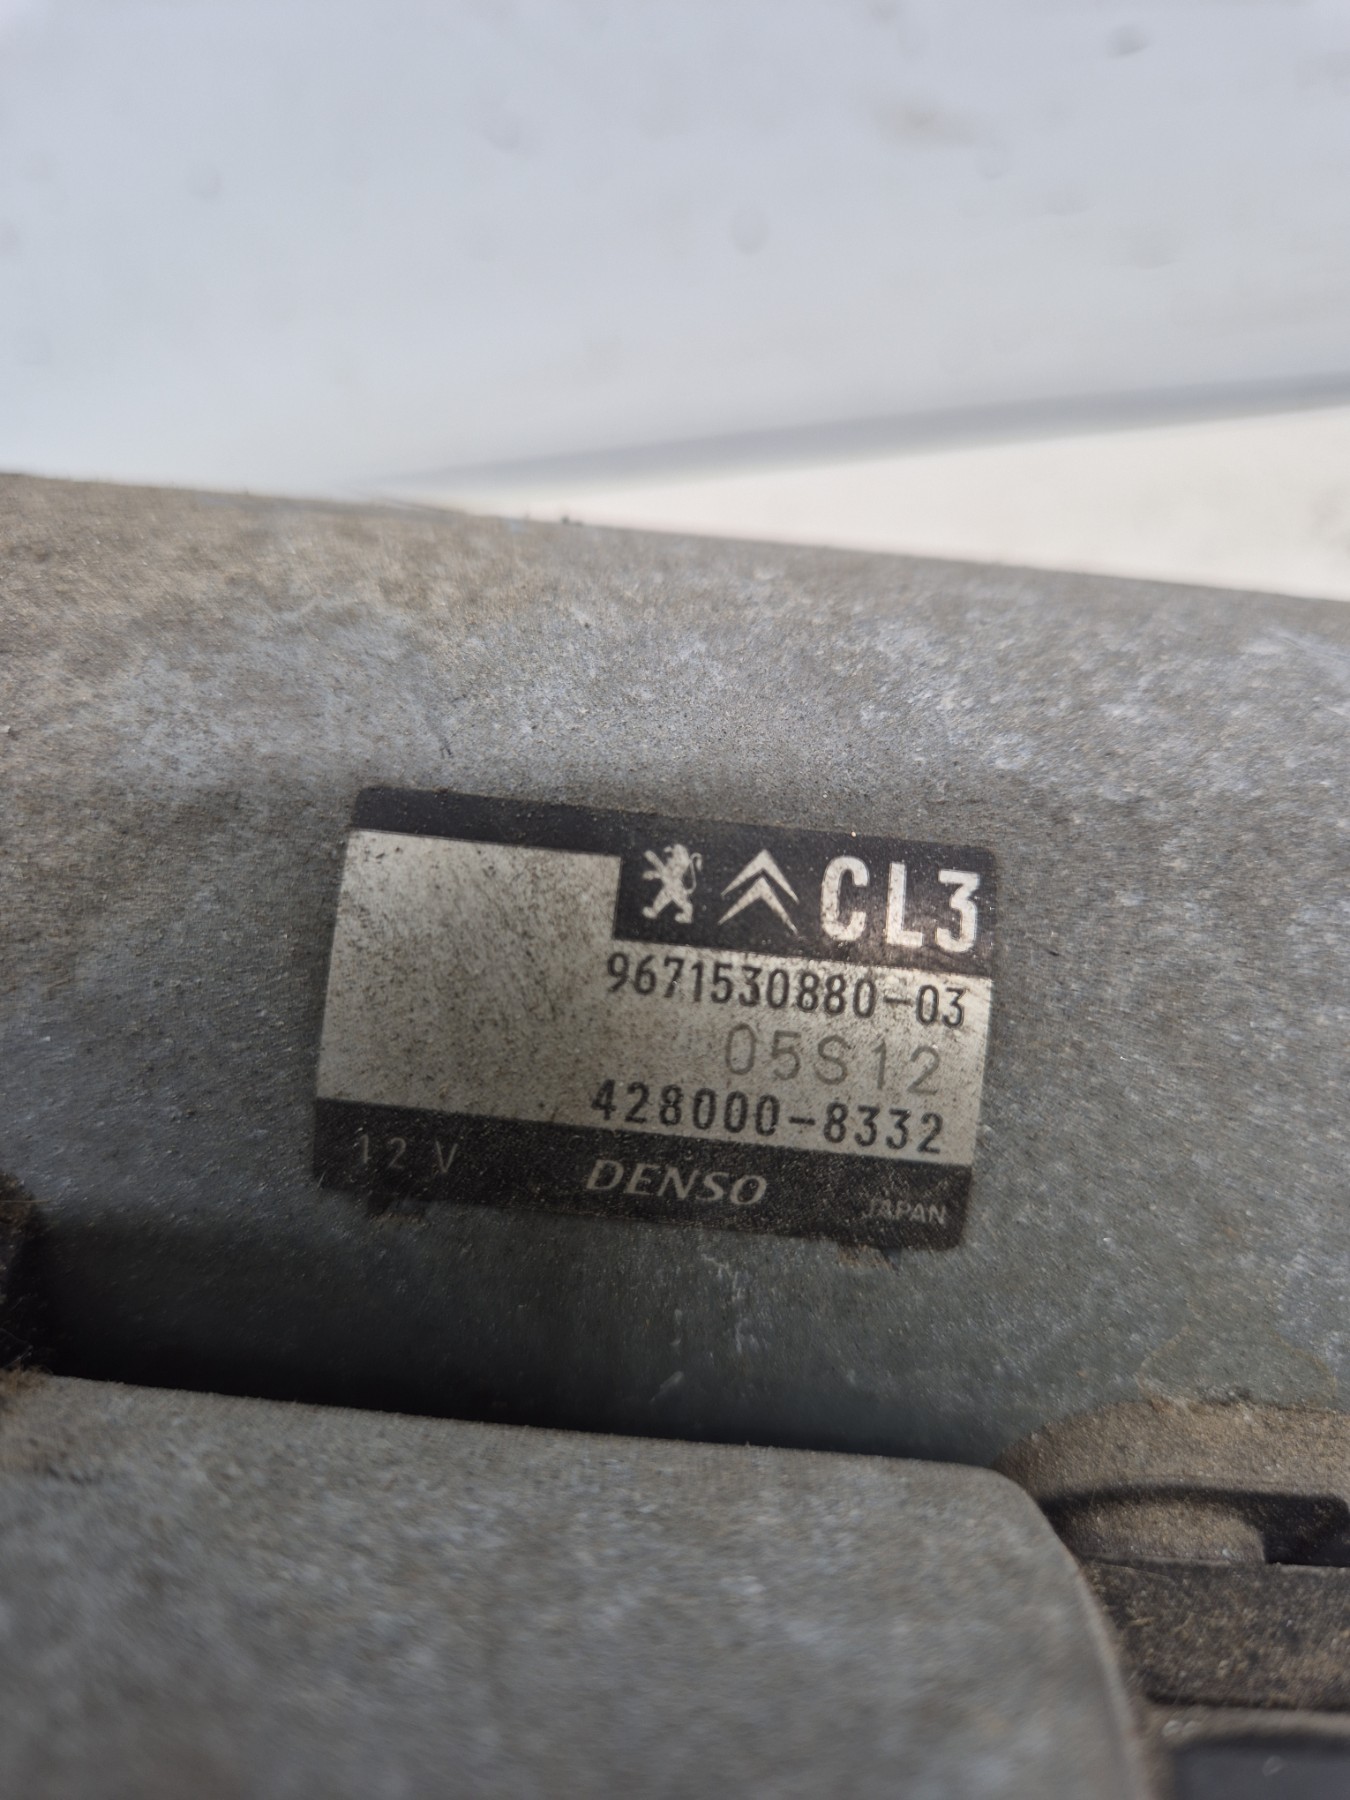 CL3
9671530880-03
05S12
428000-8332
12 V DENSO JAPAN